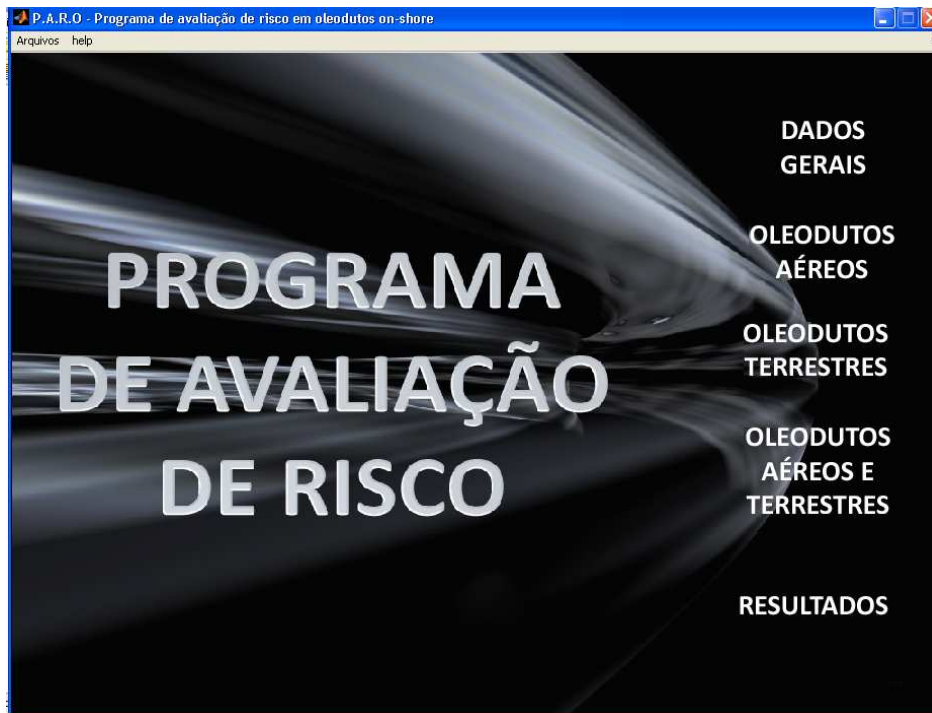 P.A.R.O - Programa de avaliação de risco em oleodutos on-shore
Arquivos help
PROGRAMA
DE AVALIAÇÃO
DE RISCO
DADOS
GERAIS
OLEODUTOS
AÉREOS
OLEODUTOS
TERRESTRES
OLEODUTOS
AÉREOS E
TERRESTRES
RESULTADOS